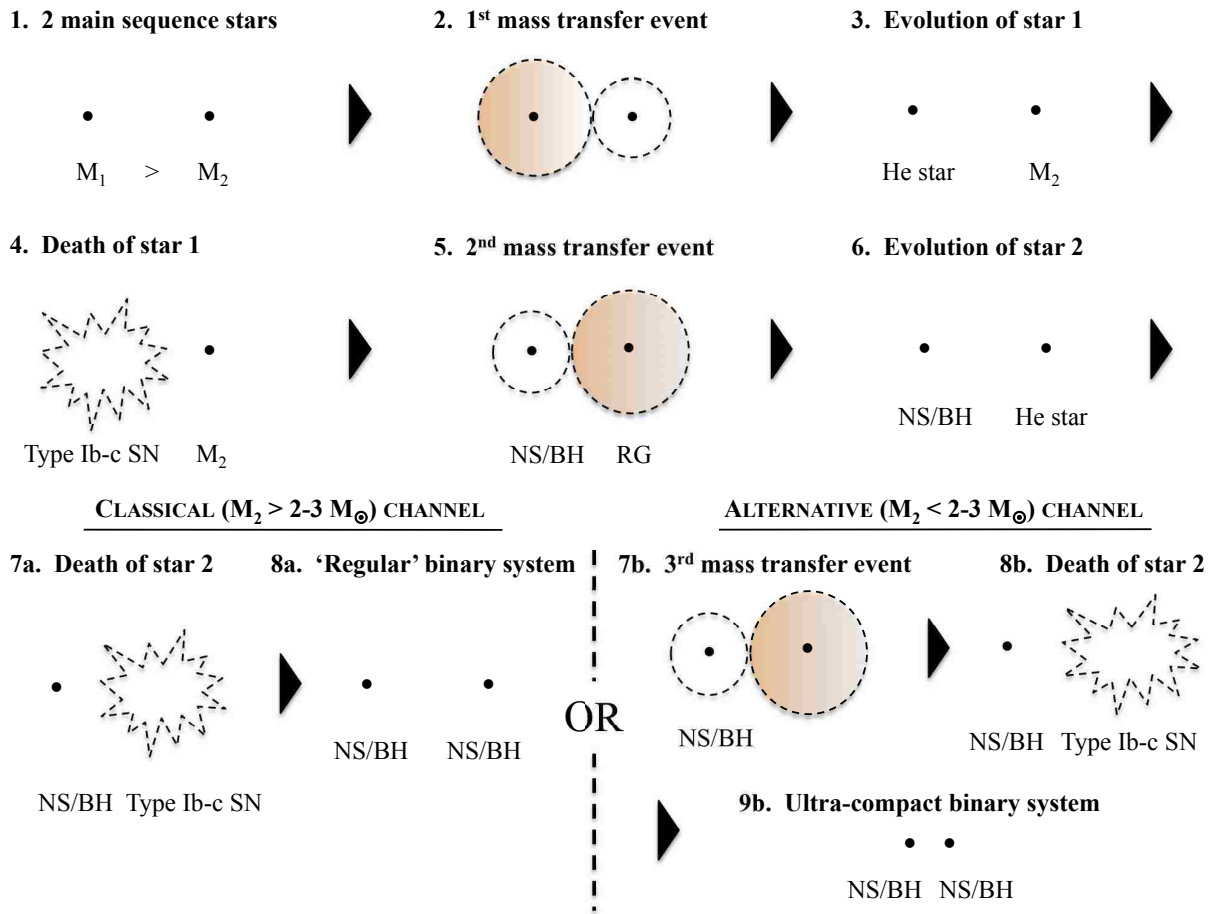 1. 2 main sequence stars
2. 1st mass transfer event
3. Evolution of star 1
M1 > M2
He star M2
4. Death of star 1
5. 2nd mass transfer event
6. Evolution of star 2
Type Ib-c SN M2
NS/BH RG
NS/BH He star
CLASSICAL (M2 > 2-3 M☉) CHANNEL
ALTERNATIVE (M2 < 2-3 M☉) CHANNEL
7a. Death of star 2
8a. ‘Regular’ binary system
NS/BH Type Ib-c SN
NS/BH NS/BH
OR
7b. 3rd mass transfer event
8b. Death of star 2
NS/BH
NS/BH Type Ib-c SN
9b. Ultra-compact binary system
NS/BH NS/BH